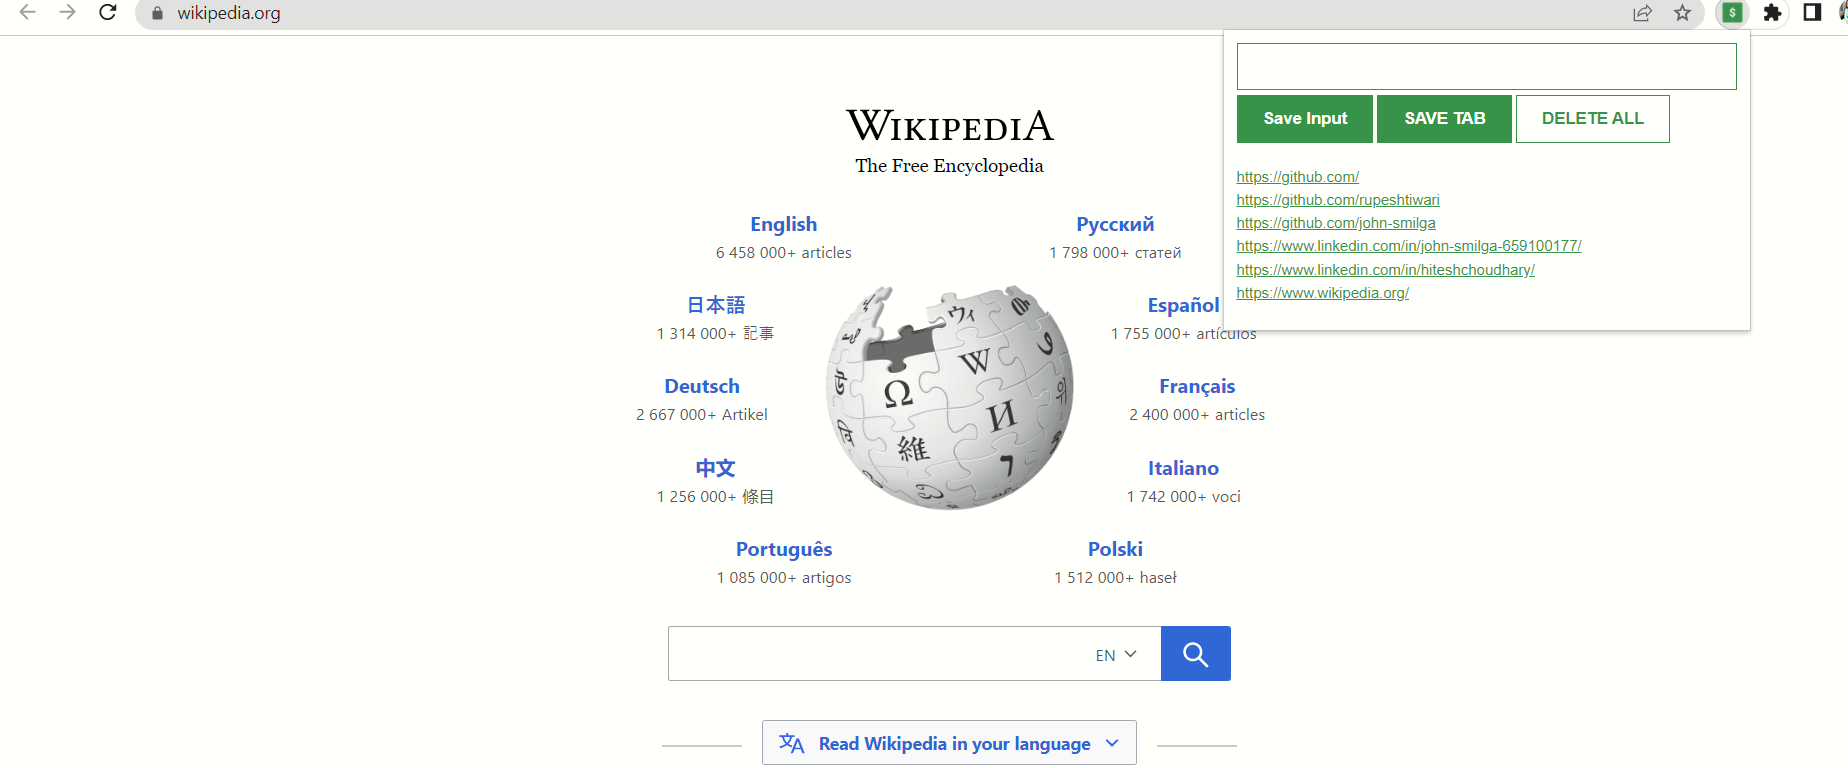 wikipedia.org
$
Save Input
SAVE TAB
DELETE ALL
https://github.com/
https://github.com/rupeshtiwari
https://github.com/john-smilga
https://www.linkedin.com/in/john-smilga-659100177/
https://www.linkedin.com/in/hiteshchoudhary/
https://www.wikipedia.org/
WIKIPEDIA
The Free Encyclopedia
English
6 458 000+ articles
Русский
1 798 000+ статей
日本語
1 314 000+ 記事
Español
1 755 000+ artículos
Deutsch
2 667 000+ Artikel
Français
2 400 000+ articles
中文
1 256 000+ 條目
Italiano
1 742 000+ voci
Português
1 085 000+ artigos
Polski
1 512 000+ haseł
ウィ
W
Ω
И
維
EN
Read Wikipedia in your language